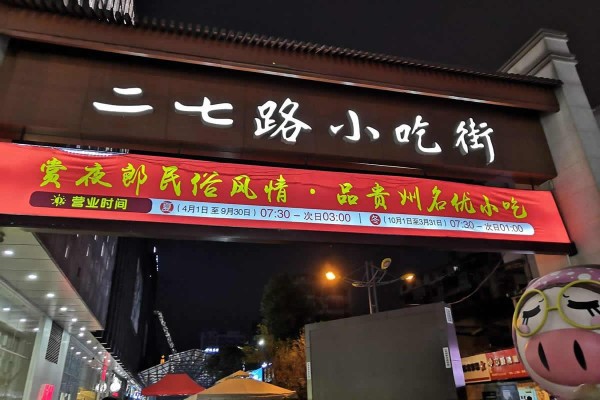 二七路小吃街
赏夜郎民俗风情·品贵州名优小吃
营业时间 夏（4月1日至9月30日）07:30－次日03:00 | 冬（10月1日至3月31日）07:30－次日01:00